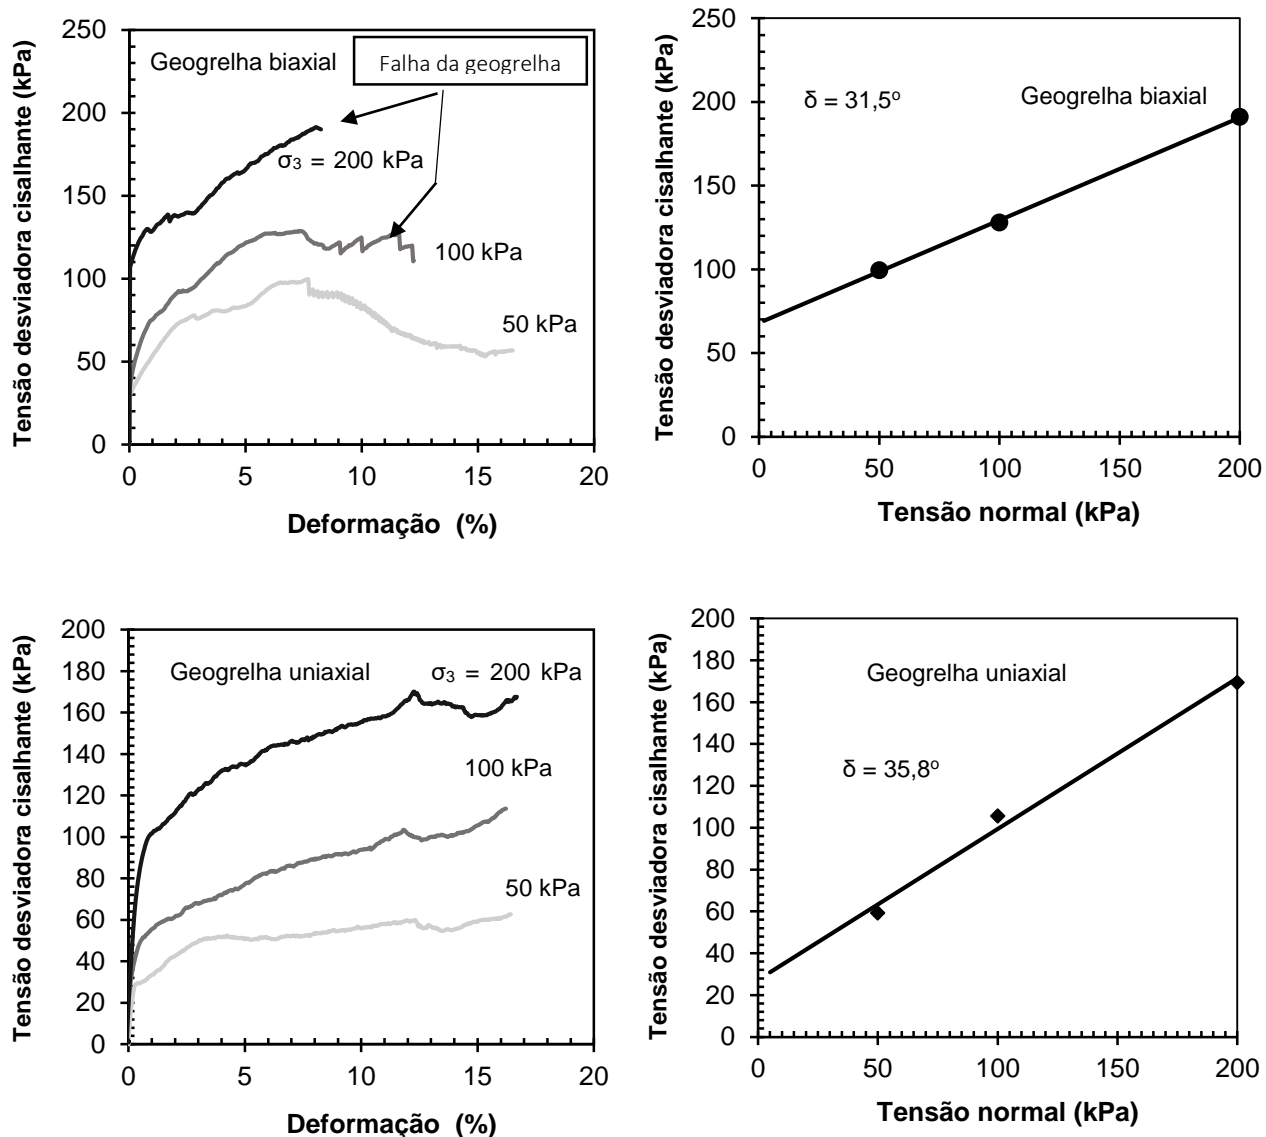 Tensão desviadora cisalhante (kPa)
250
200
150
100
50
0
Geogrelha biaxial
Falha da geogrelha
σ₃ = 200 kPa
100 kPa
50 kPa
0 5 10 15 20
Deformação (%)
Tensão desviadora cisalhante (kPa)
250
200
150
100
50
0
δ = 31,5º
Geogrelha biaxial
0 50 100 150 200
Tensão normal (kPa)
Tensão desviadora cisalhante (kPa)
200
180
160
140
120
100
80
60
40
20
0
Geogrelha uniaxial
σ₃ = 200 kPa
100 kPa
50 kPa
0 5 10 15 20
Deformação (%)
Tensão desviadora cisalhante (kPa)
200
180
160
140
120
100
80
60
40
20
0
Geogrelha uniaxial
δ = 35,8º
0 50 100 150 200
Tensão normal (kPa)